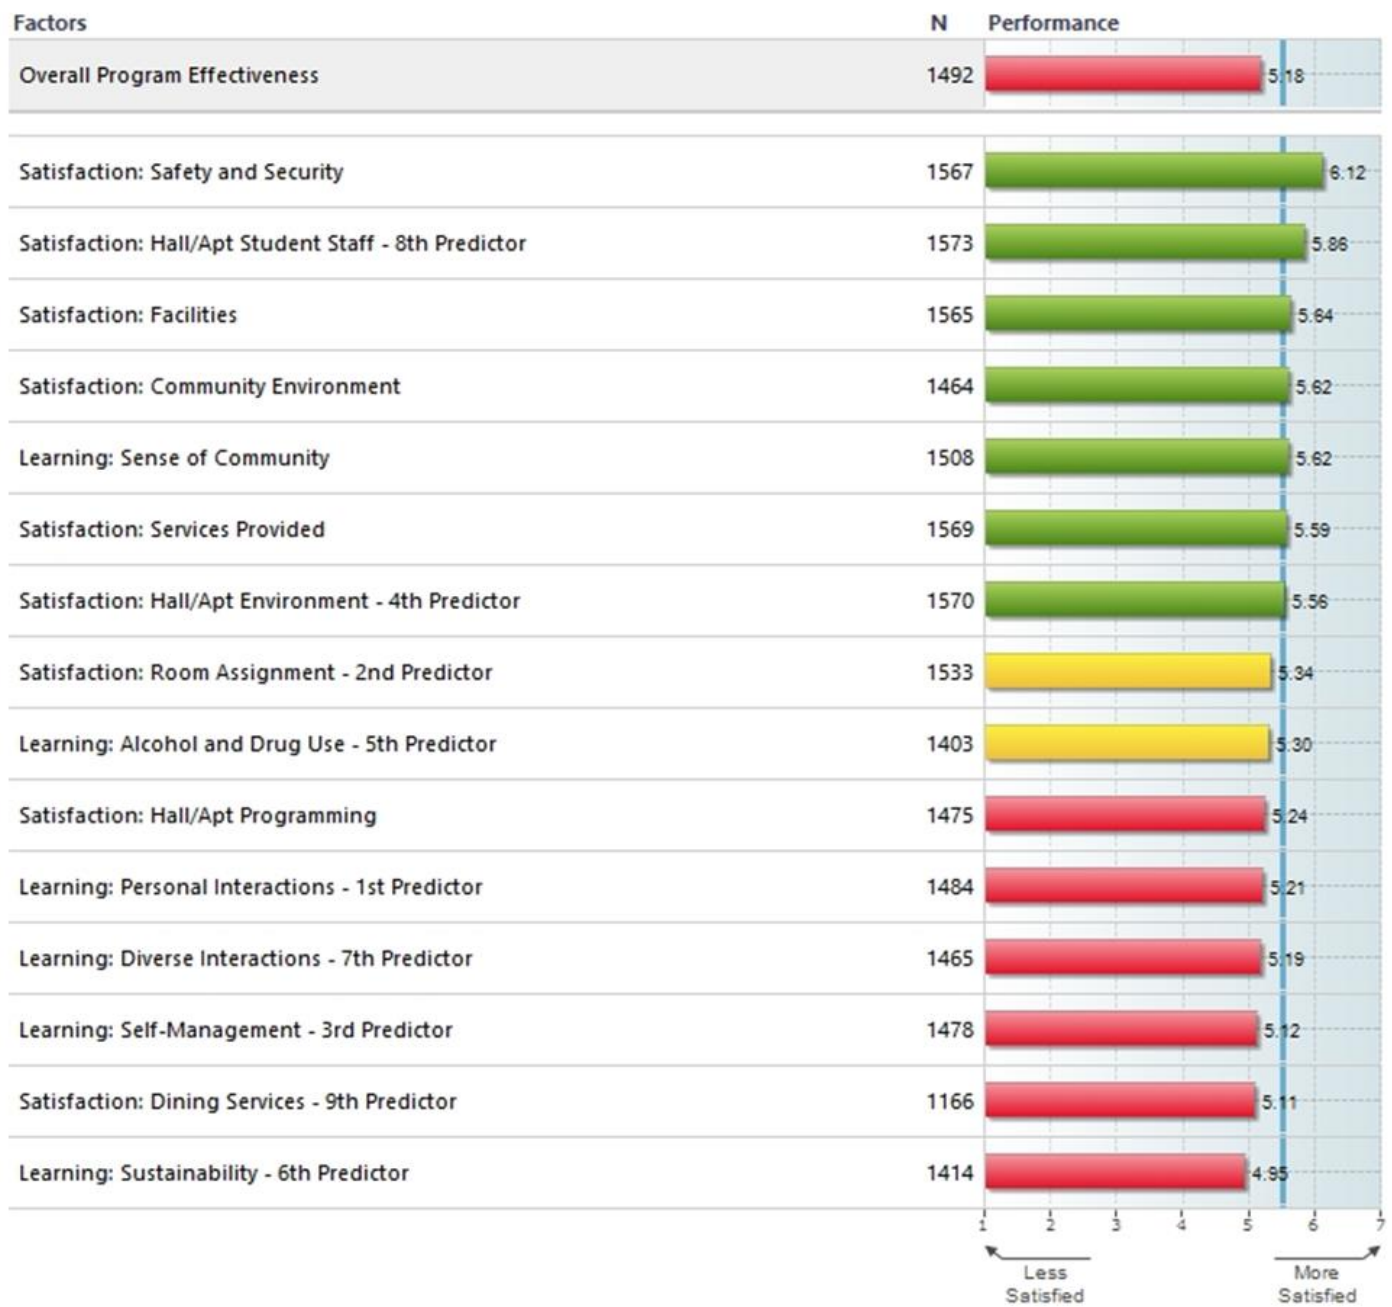 Factors N Performance
Overall Program Effectiveness 1492 5.18
Satisfaction: Safety and Security 1567 6.12
Satisfaction: Hall/Apt Student Staff - 8th Predictor 1573 5.86
Satisfaction: Facilities 1565 5.64
Satisfaction: Community Environment 1464 5.62
Learning: Sense of Community 1508 5.62
Satisfaction: Services Provided 1569 5.59
Satisfaction: Hall/Apt Environment - 4th Predictor 1570 5.56
Satisfaction: Room Assignment - 2nd Predictor 1533 5.34
Learning: Alcohol and Drug Use - 5th Predictor 1403 5.30
Satisfaction: Hall/Apt Programming 1475 5.24
Learning: Personal Interactions - 1st Predictor 1484 5.21
Learning: Diverse Interactions - 7th Predictor 1465 5.19
Learning: Self-Management - 3rd Predictor 1478 5.12
Satisfaction: Dining Services - 9th Predictor 1166 5.11
Learning: Sustainability - 6th Predictor 1414 4.95
1 2 3 4 5 6 7
Less More
Satisfied Satisfied